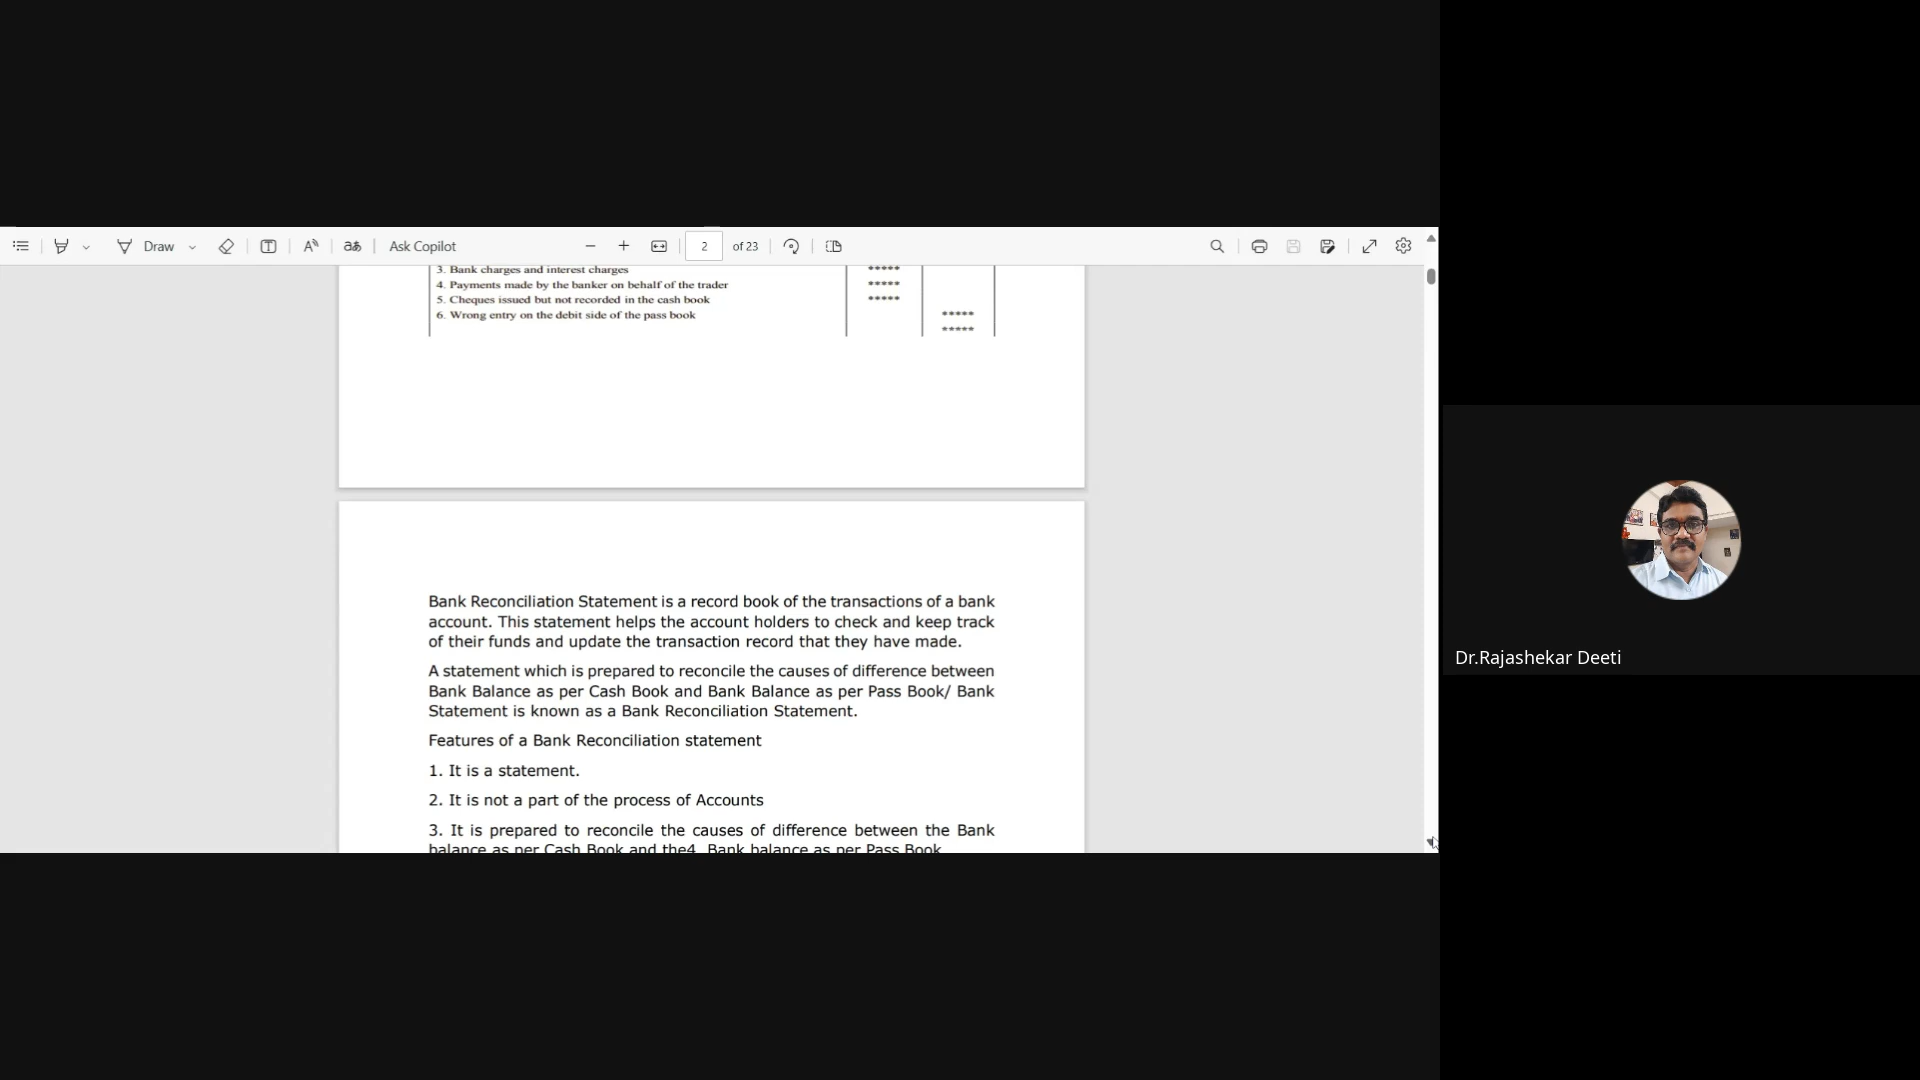 Draw
Ask Copilot
2 of 23
3. Bank charges and interest charges *****
4. Payments made by the banker on behalf of the trader *****
5. Cheques issued but not recorded in the cash book *****
6. Wrong entry on the debit side of the pass book *****
*****
Bank Reconciliation Statement is a record book of the transactions of a bank
account. This statement helps the account holders to check and keep track
of their funds and update the transaction record that they have made.
A statement which is prepared to reconcile the causes of difference between
Bank Balance as per Cash Book and Bank Balance as per Pass Book/ Bank
Statement is known as a Bank Reconciliation Statement.
Features of a Bank Reconciliation statement
1. It is a statement.
2. It is not a part of the process of Accounts
3. It is prepared to reconcile the causes of difference between the Bank
balance as per Cash Book and the4. Bank balance as per Pass Book
Dr.Rajashekar Deeti